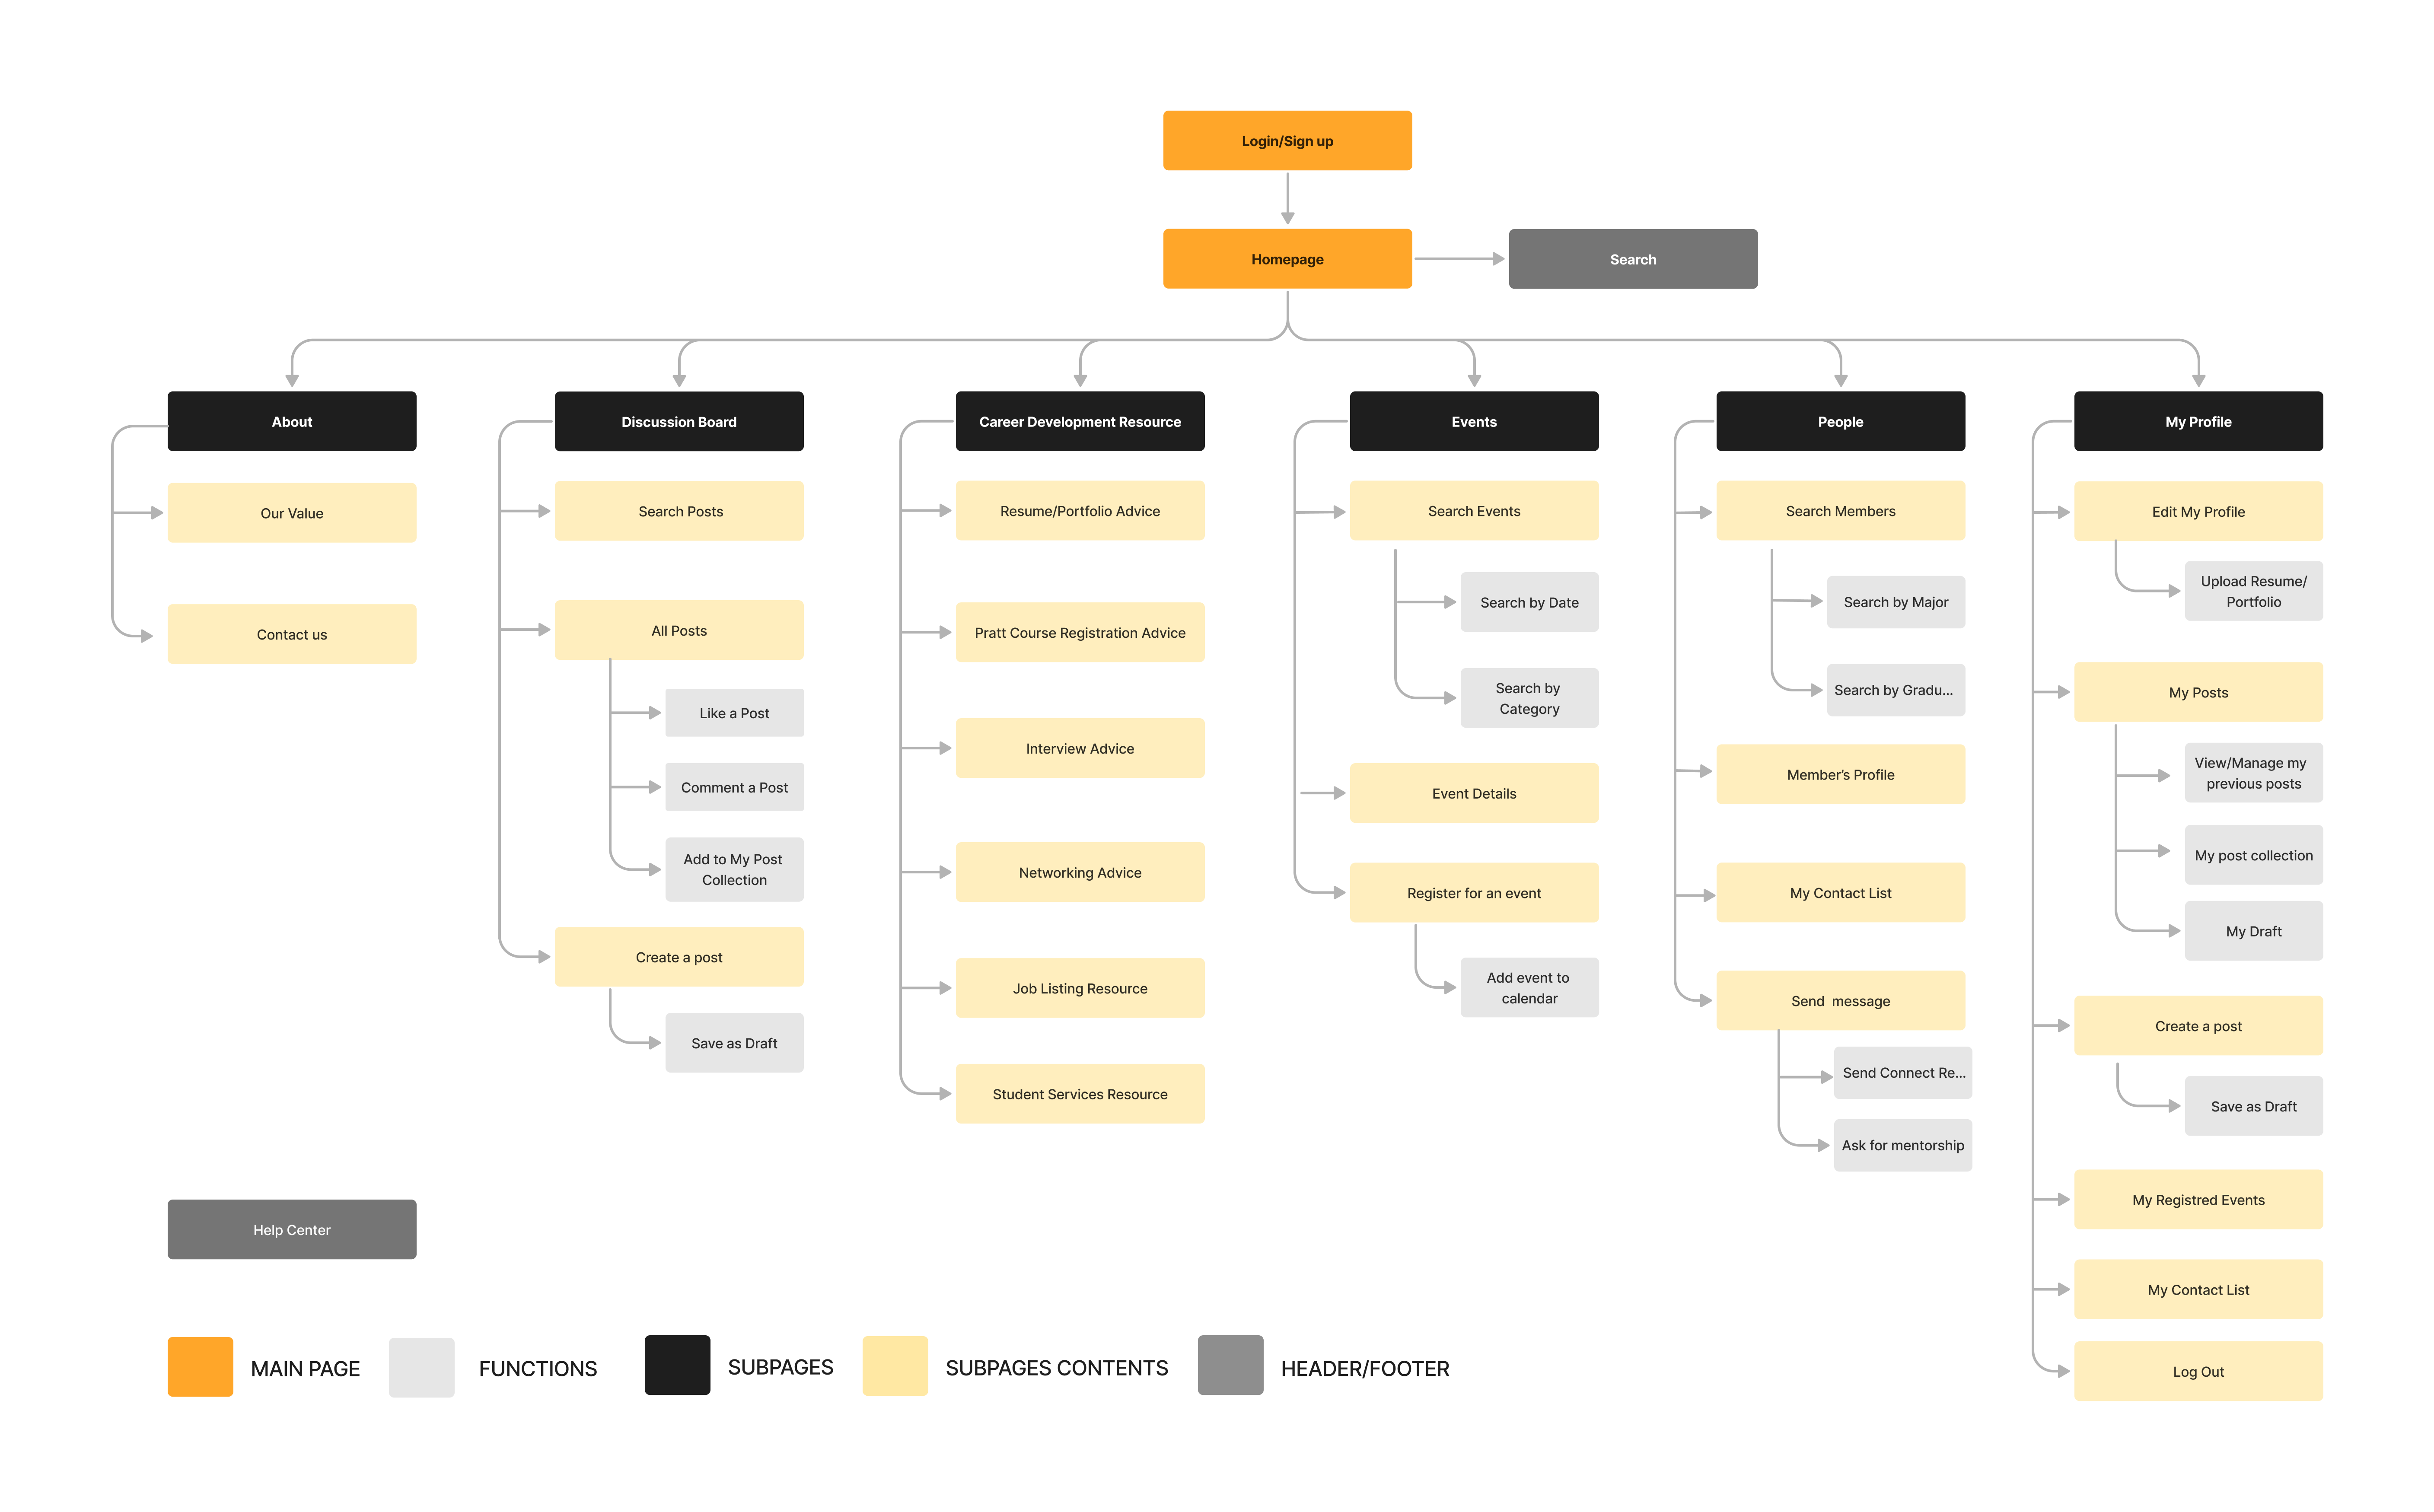 Login/Sign up
Homepage
Search
About
Our Value
Contact us
Discussion Board
Search Posts
All Posts
Like a Post
Comment a Post
Add to My Post
Collection
Create a post
Save as Draft
Career Development Resource
Resume/Portfolio Advice
Pratt Course Registration Advice
Interview Advice
Networking Advice
Job Listing Resource
Student Services Resource
Events
Search Events
Search by Date
Search by
Category
Event Details
Register for an event
Add event to
calendar
People
Search Members
Search by Major
Search by Gradu...
Member's Profile
My Contact List
Send  message
Send Connect Re...
Ask for mentorship
My Profile
Edit My Profile
Upload Resume/
Portfolio
My Posts
View/Manage my
previous posts
My post collection
My Draft
Create a post
Save as Draft
My Registred Events
My Contact List
Log Out
Help Center
MAIN PAGE
FUNCTIONS
SUBPAGES
SUBPAGES CONTENTS
HEADER/FOOTER